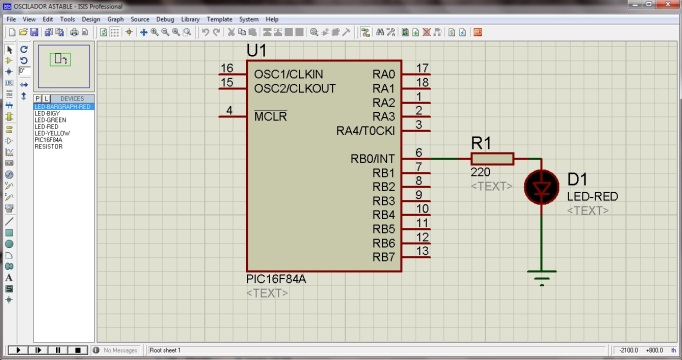 OSCILADOR ASTABLE - ISIS Professional
File View Edit Tools Design Graph Source Debug Library Template System Help
P L DEVICES
LED-BARGRAPH-RED
LED-BIGY
LED-GREEN
LED-RED
LED-YELLOW
PIC16F84A
RESISTOR
U1
16 OSC1/CLKIN RA0 17
15 OSC2/CLKOUT RA1 18
RA2 1
4 MCLR RA3 2
RA4/T0CKI 3
RB0/INT 6
RB1 7
RB2 8
RB3 9
RB4 10
RB5 11
RB6 12
RB7 13
PIC16F84A
<TEXT>
R1
220
<TEXT>
D1
LED-RED
<TEXT>
No Messages Root sheet 1 -2100.0 +800.0 th